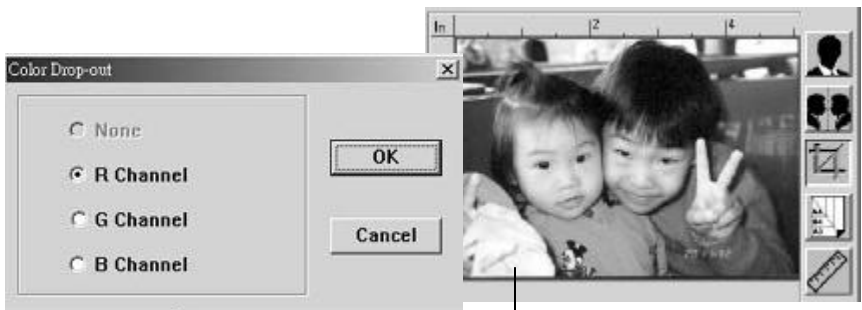 In 2 4
Color Drop-out
None
R Channel
G Channel
B Channel
OK
Cancel